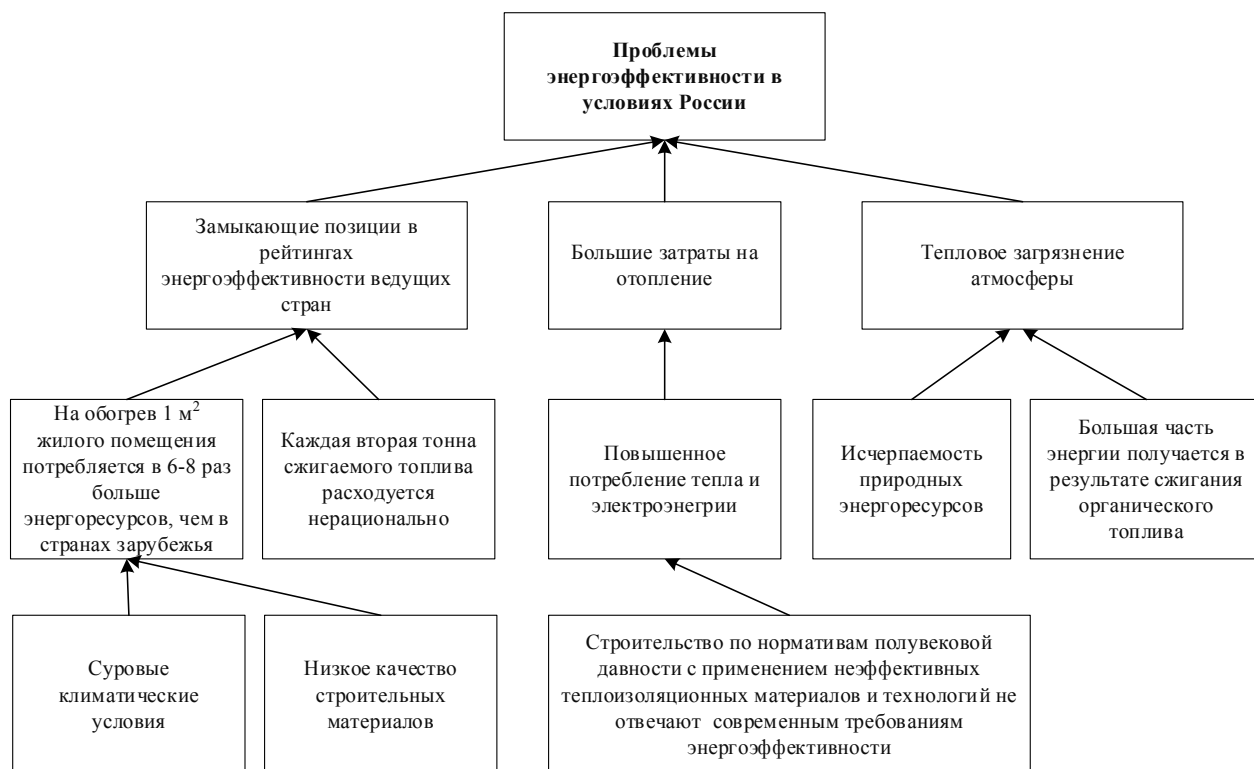 Проблемы
энергоэффективности в
условиях России
Замыкающие позиции в
рейтингах
энергоэффективности ведущих
стран
Большие затраты на
отопление
Тепловое загрязнение
атмосферы
На обогрев 1 м²
жилого помещения
потребляется в 6-8 раз
больше
энергоресурсов, чем в
странах зарубежья
Каждая вторая тонна
сжигаемого топлива
расходуется
нерационально
Повышенное
потребление тепла и
электроэнегрии
Исчерпаемость
природных
энергоресурсов
Большая часть
энергии получается в
результате сжигания
органического
топлива
Суровые
климатические
условия
Низкое качество
строительных
материалов
Строительство по нормативам полувековой
давности с применением неэффективных
теплоизоляционных материалов и технологий не
отвечают современным требованиям
энергоэффективности